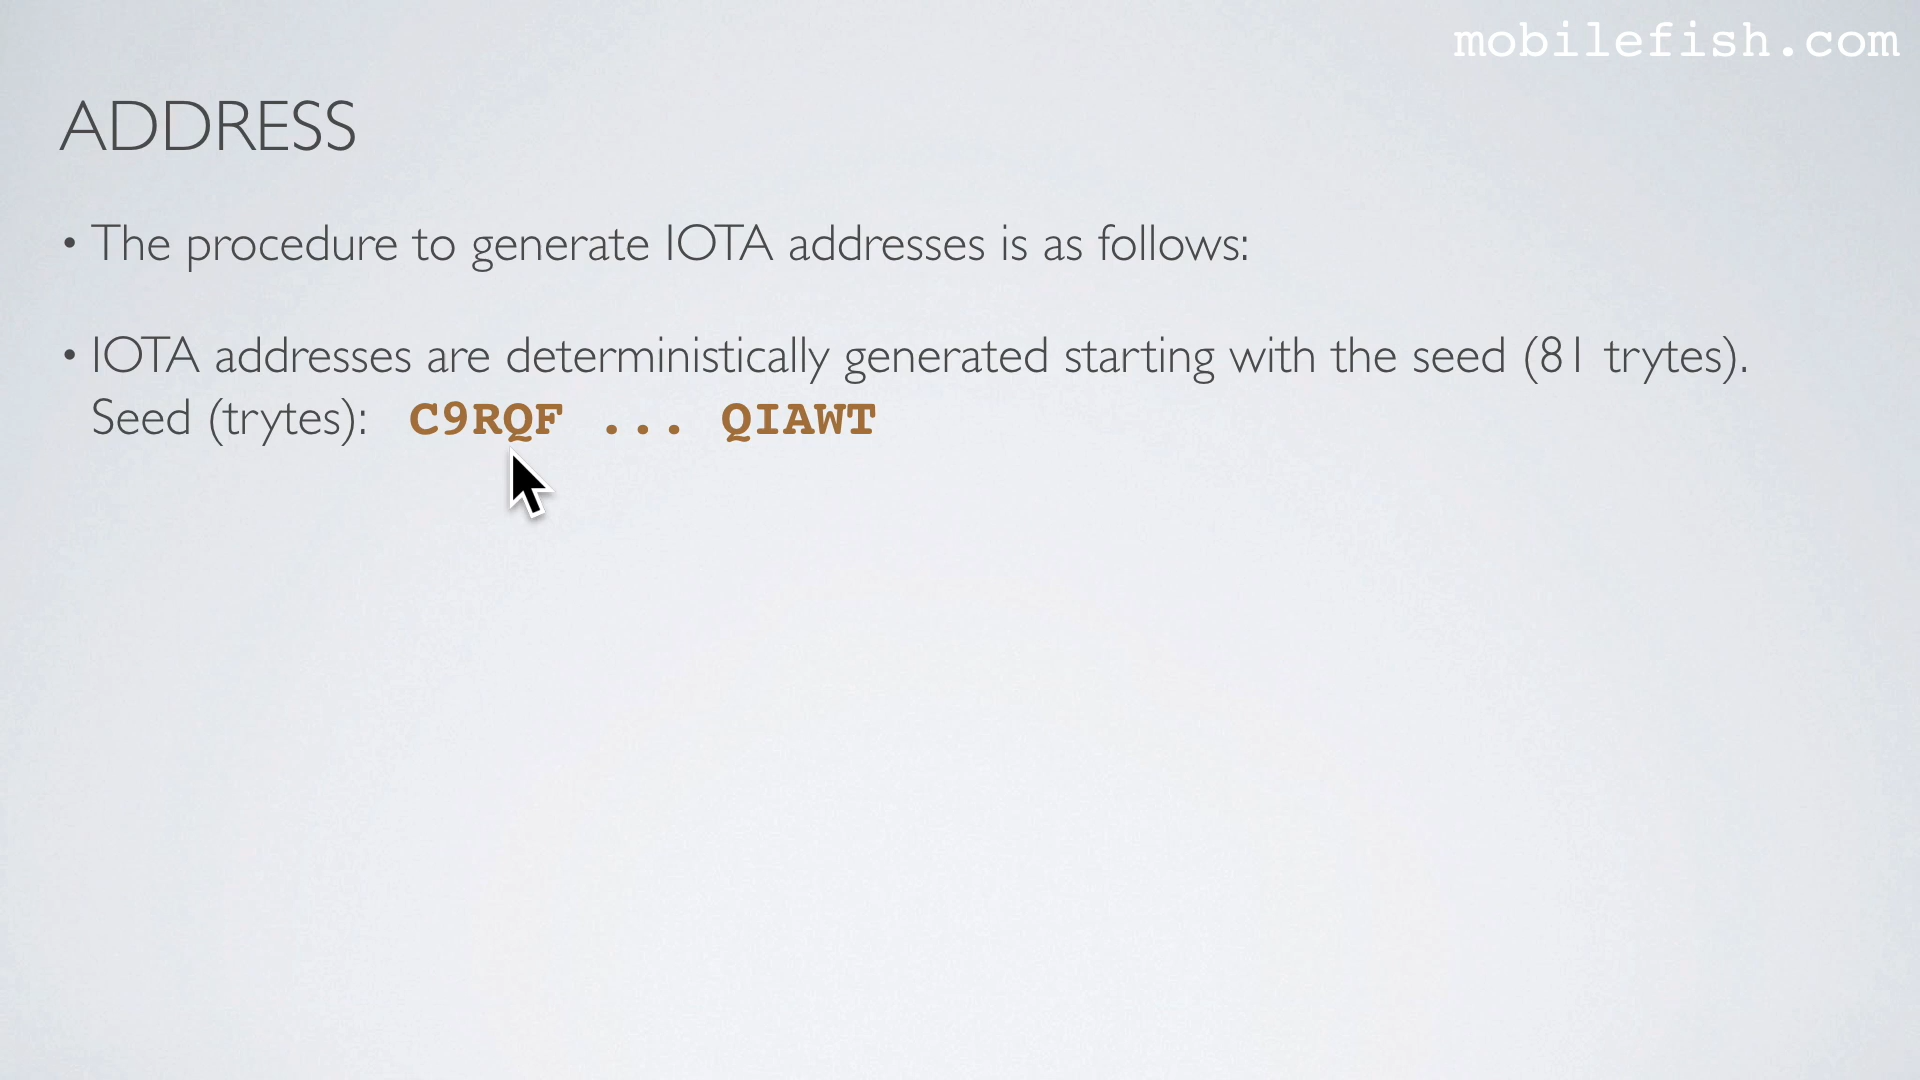 mobilefish.com
ADDRESS
• The procedure to generate IOTA addresses is as follows:
• IOTA addresses are deterministically generated starting with the seed (81 trytes).
Seed (trytes): C9RQF ... QIAWT